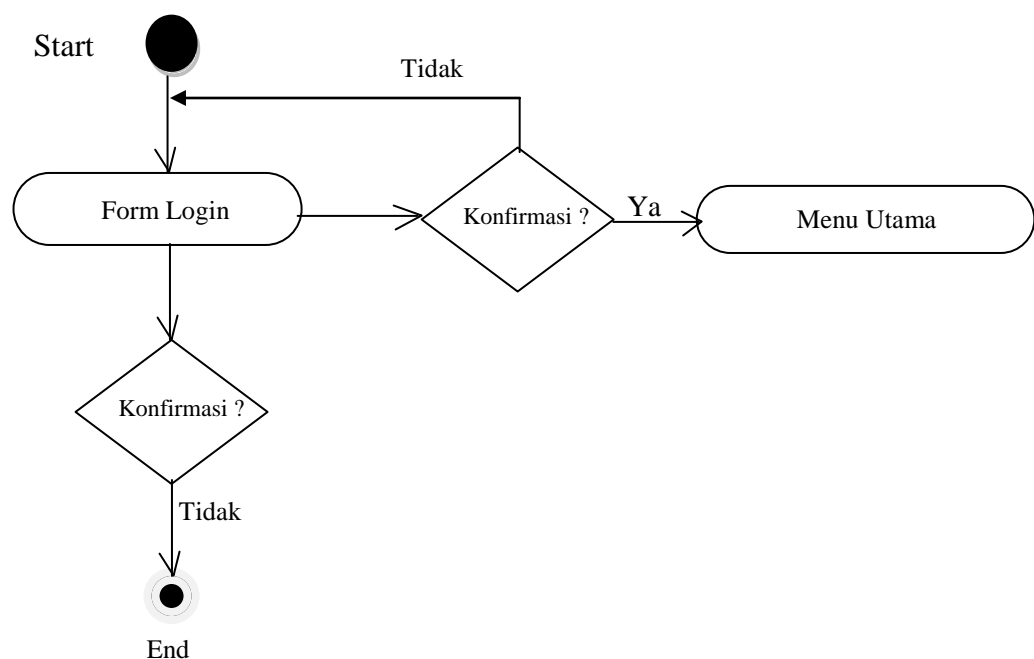 Start
Tidak
Form Login
Konfirmasi ?
Ya
Menu Utama
Konfirmasi ?
Tidak
End